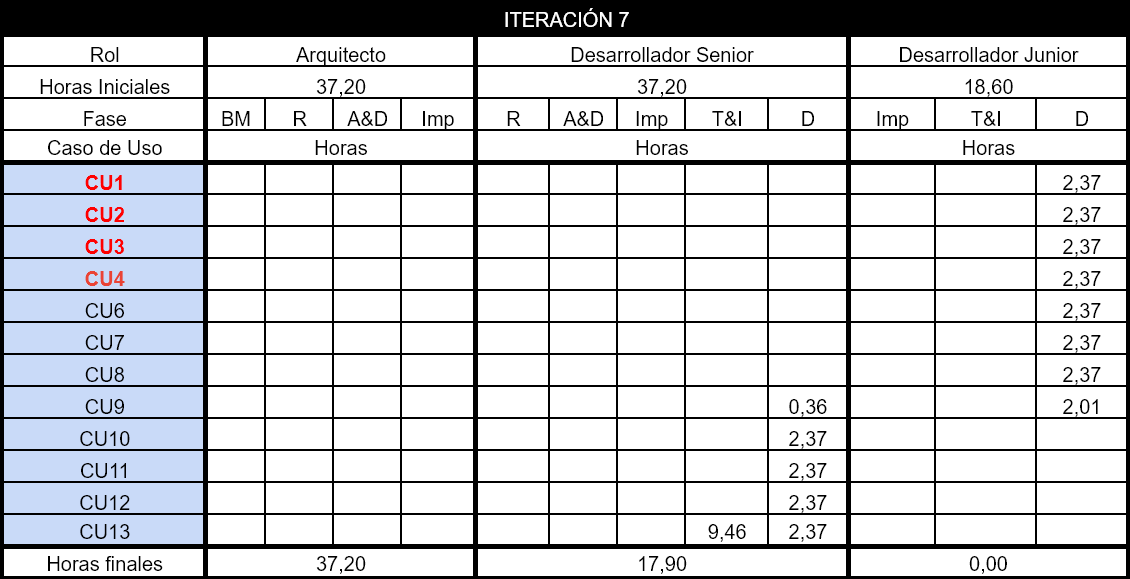 ITERACIÓN 7
Rol Arquitecto Desarrollador Senior Desarrollador Junior
Horas Iniciales 37,20 37,20 18,60
Fase BM R A&D Imp R A&D Imp T&I D Imp T&I D
Caso de Uso Horas Horas Horas
CU1 2,37
CU2 2,37
CU3 2,37
CU4 2,37
CU6 2,37
CU7 2,37
CU8 2,37
CU9 0,36 2,01
CU10 2,37
CU11 2,37
CU12 2,37
CU13 9,46 2,37
Horas finales 37,20 17,90 0,00